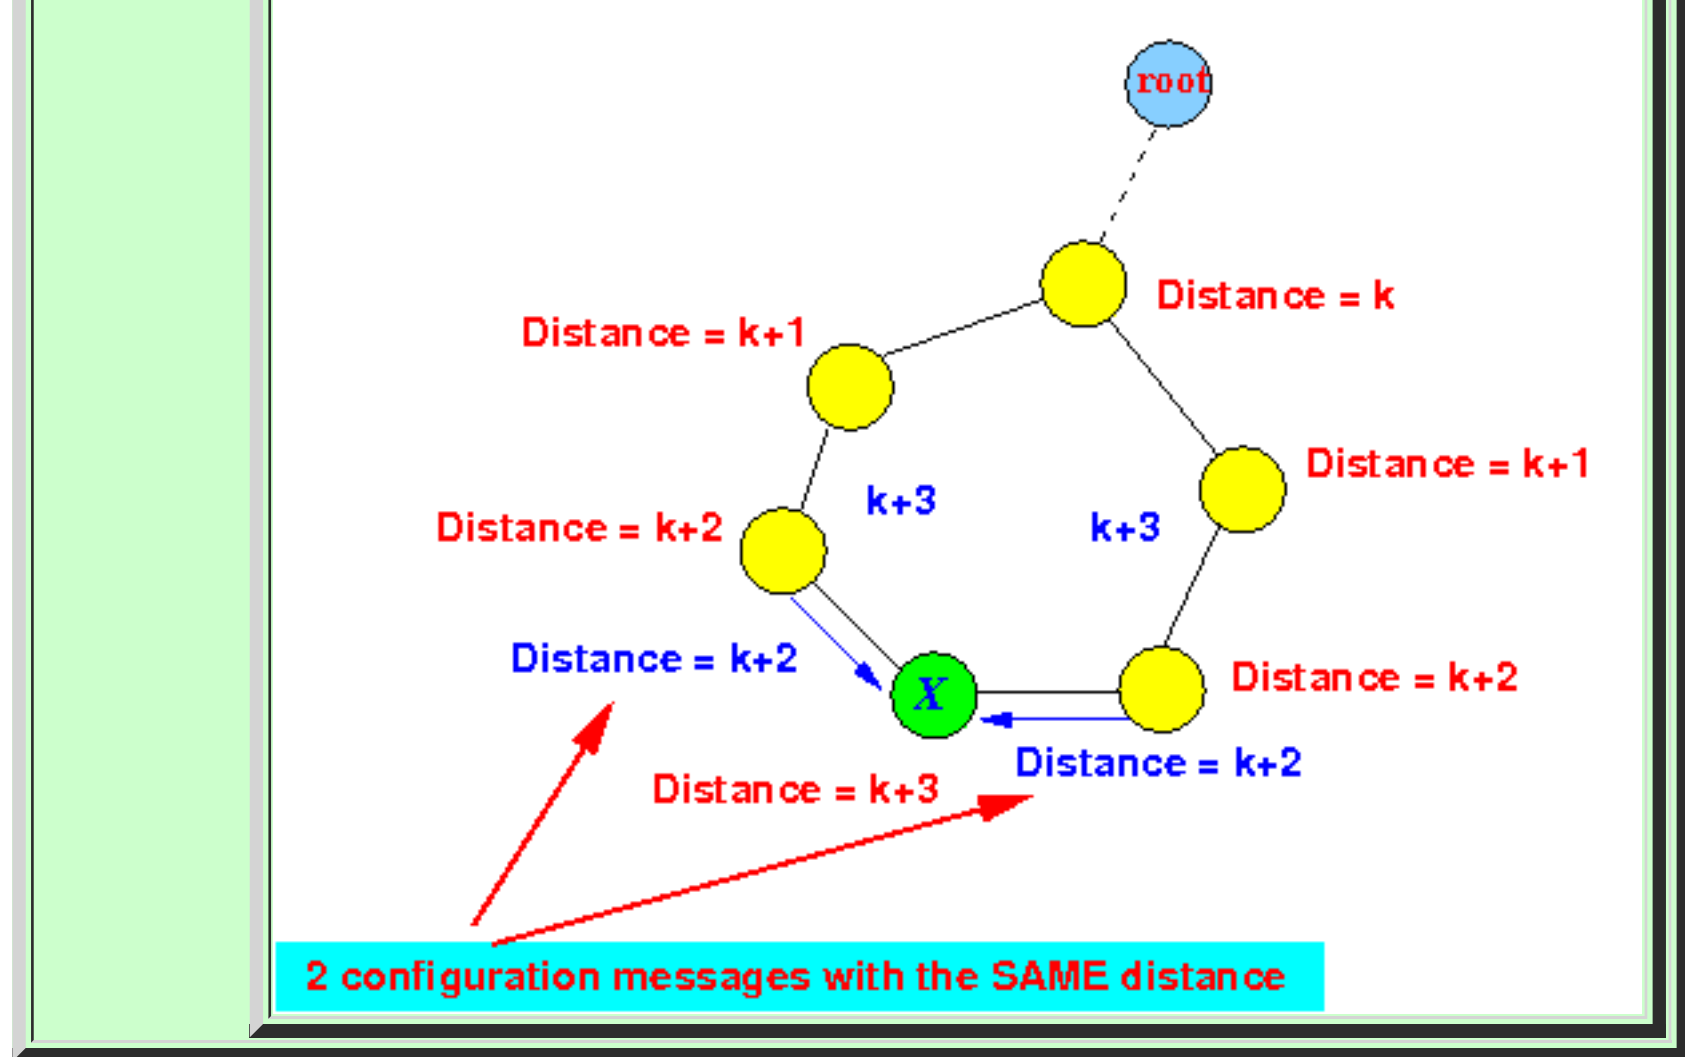 root
Distance = k
Distance = k+1
Distance = k+1
k+3
k+3
Distance = k+2
Distance = k+2
X
Distance = k+2
Distance = k+2
Distance = k+3
2 configuration messages with the SAME distance